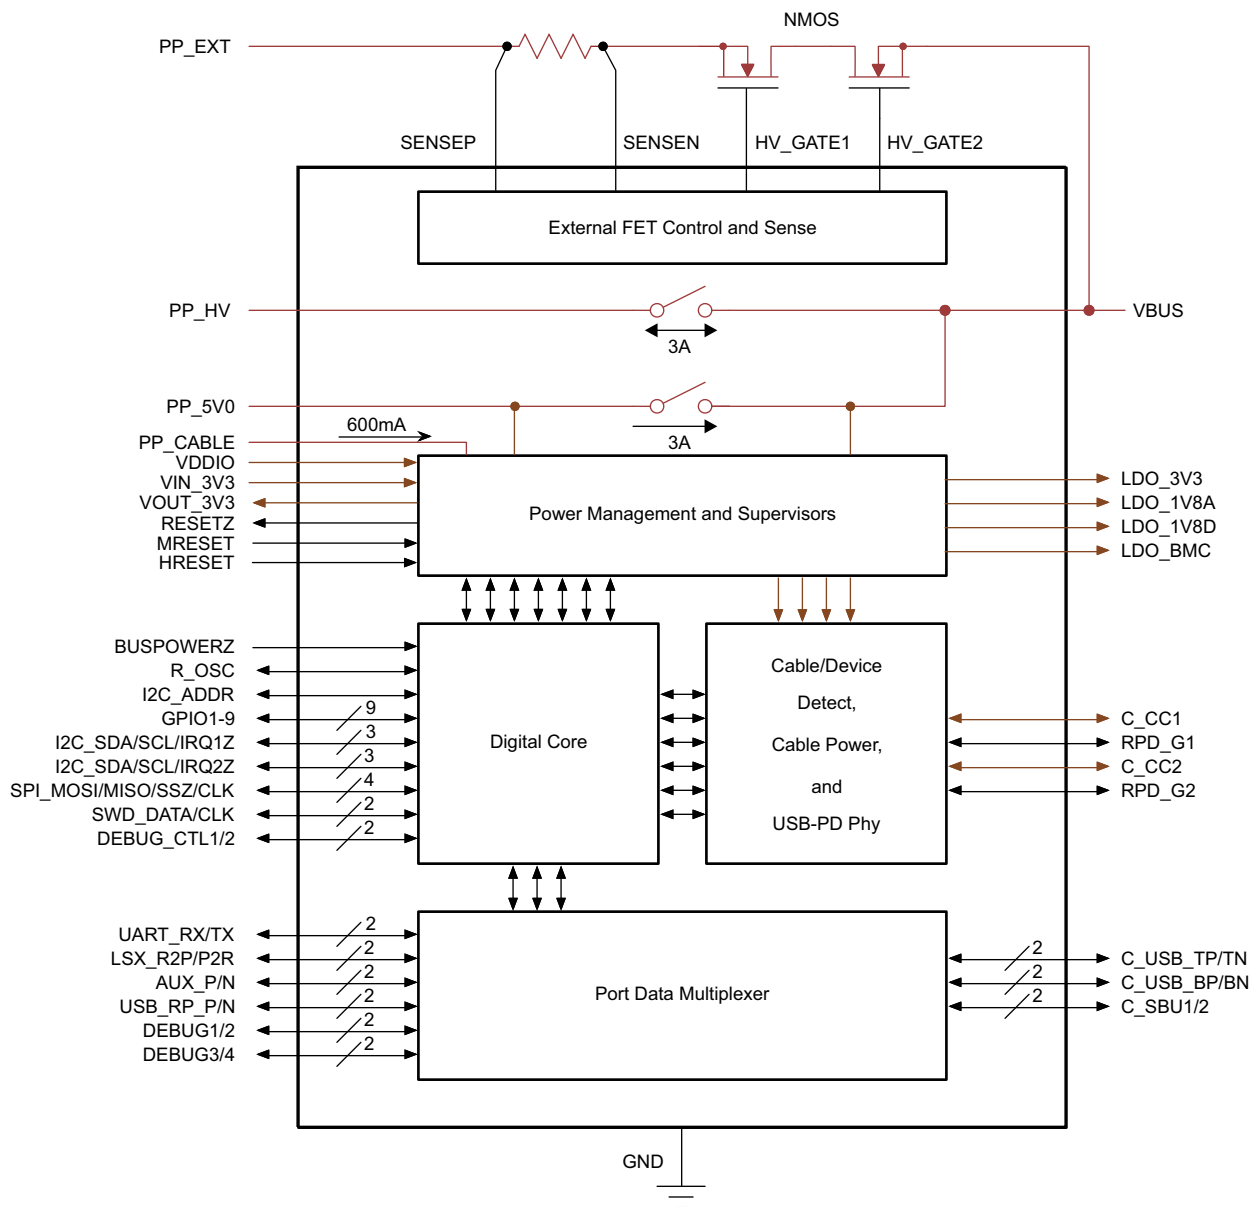 NMOS
PP_EXT
SENSEP
SENSEN
HV_GATE1
HV_GATE2
External FET Control and Sense
PP_HV
3A
VBUS
PP_5V0
3A
600mA
PP_CABLE
VDDIO
VIN_3V3
VOUT_3V3
RESETZ
MRESET
HRESET
Power Management and Supervisors
LDO_3V3
LDO_1V8A
LDO_1V8D
LDO_BMC
BUSPOWERZ
R_OSC
I2C_ADDR
GPIO1-9
9
I2C_SDA/SCL/IRQ1Z
3
I2C_SDA/SCL/IRQ2Z
3
SPI_MOSI/MISO/SSZ/CLK
4
SWD_DATA/CLK
2
DEBUG_CTL1/2
2
Digital Core
Cable/Device
Detect,
Cable Power,
and
USB-PD Phy
C_CC1
RPD_G1
C_CC2
RPD_G2
UART_RX/TX
2
LSX_R2P/P2R
2
AUX_P/N
2
USB_RP_P/N
2
DEBUG1/2
2
DEBUG3/4
2
Port Data Multiplexer
2
C_USB_TP/TN
2
C_USB_BP/BN
2
C_SBU1/2
GND